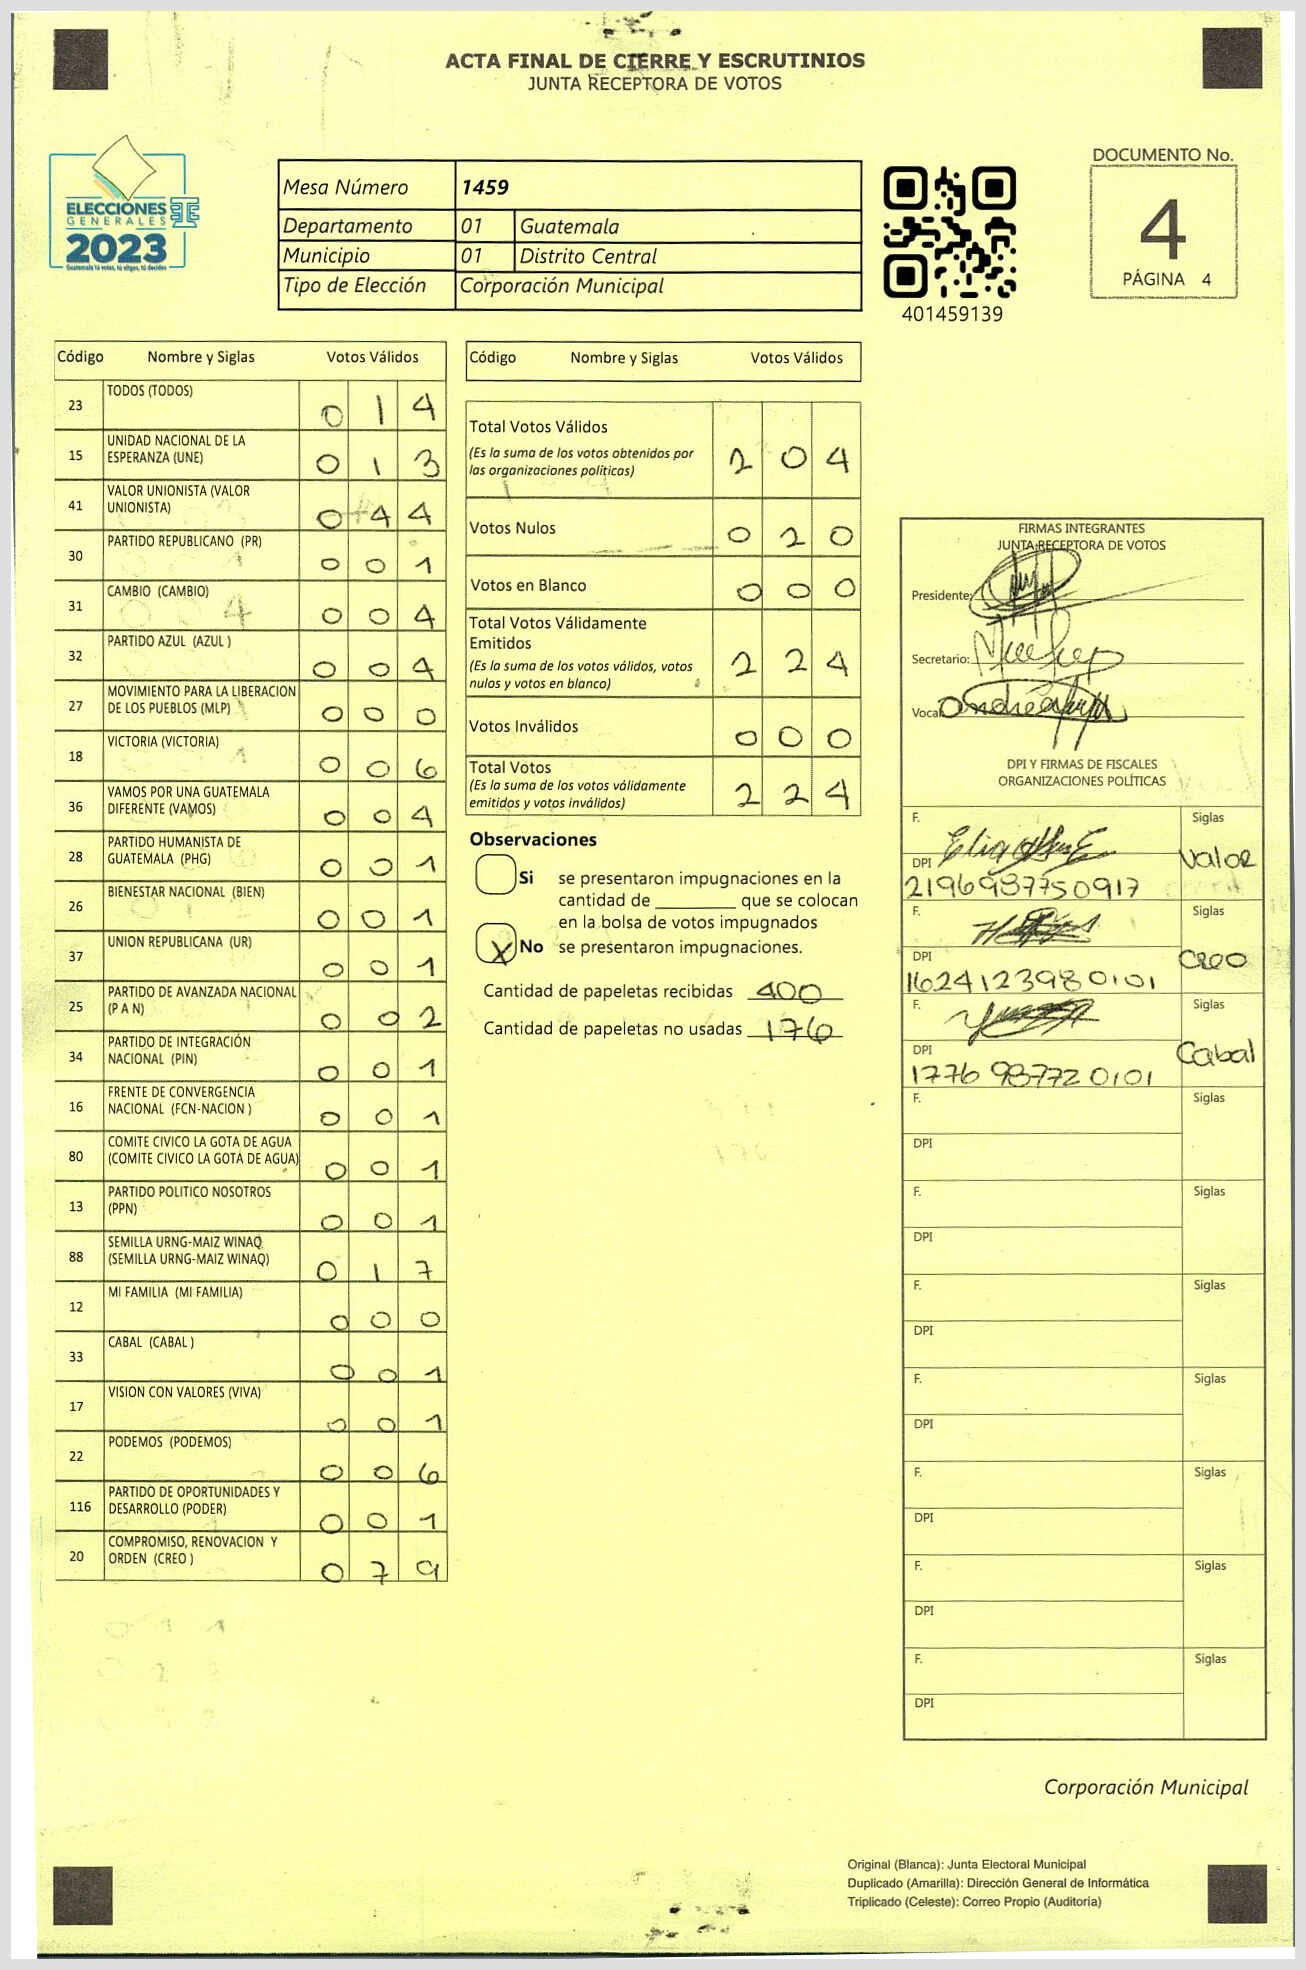 ACTA FINAL DE CIERRE Y ESCRUTINIOS
JUNTA RECEPTORA DE VOTOS
ELECCIONES
GENERALES
2023
Guatemala tú votas, tú eliges, tú decides
Mesa Número 1459
Departamento 01 Guatemala
Municipio 01 Distrito Central
Tipo de Elección Corporación Municipal
401459139
DOCUMENTO No.
4
PÁGINA 4
Código Nombre y Siglas Votos Válidos
23 TODOS (TODOS) 0 1 4
15 UNIDAD NACIONAL DE LA
ESPERANZA (UNE) 0 1 3
41 VALOR UNIONISTA (VALOR
UNIONISTA) 0 4 4
30 PARTIDO REPUBLICANO (PR) 0 0 1
31 CAMBIO (CAMBIO) 0 0 4
32 PARTIDO AZUL (AZUL ) 0 0 4
27 MOVIMIENTO PARA LA LIBERACION
DE LOS PUEBLOS (MLP) 0 0 0
18 VICTORIA (VICTORIA) 0 0 6
36 VAMOS POR UNA GUATEMALA
DIFERENTE (VAMOS) 0 0 4
28 PARTIDO HUMANISTA DE
GUATEMALA (PHG) 0 0 1
26 BIENESTAR NACIONAL (BIEN) 0 0 1
37 UNION REPUBLICANA (UR) 0 0 1
25 PARTIDO DE AVANZADA NACIONAL
(P A N) 0 0 2
34 PARTIDO DE INTEGRACIÓN
NACIONAL (PIN) 0 0 1
16 FRENTE DE CONVERGENCIA
NACIONAL (FCN-NACION ) 0 0 1
80 COMITE CIVICO LA GOTA DE AGUA
(COMITE CIVICO LA GOTA DE AGUA) 0 0 1
13 PARTIDO POLITICO NOSOTROS
(PPN) 0 0 1
88 SEMILLA URNG-MAIZ WINAQ
(SEMILLA URNG-MAIZ WINAQ) 0 1 7
12 MI FAMILIA (MI FAMILIA) 0 0 0
33 CABAL (CABAL ) 0 0 1
17 VISION CON VALORES (VIVA) 0 0 1
22 PODEMOS (PODEMOS) 0 0 6
116 PARTIDO DE OPORTUNIDADES Y
DESARROLLO (PODER) 0 0 1
20 COMPROMISO, RENOVACION Y
ORDEN (CREO ) 0 7 9
Código Nombre y Siglas Votos Válidos
Total Votos Válidos
(Es la suma de los votos obtenidos por
las organizaciones políticas) 2 0 4
Votos Nulos 0 2 0
Votos en Blanco 0 0 0
Total Votos Válidamente
Emitidos
(Es la suma de los votos válidos, votos
nulos y votos en blanco) 2 2 4
Votos Inválidos 0 0 0
Total Votos
(Es la suma de los votos válidamente
emitidos y votos inválidos) 2 2 4
Observaciones
Si se presentaron impugnaciones en la
cantidad de ________ que se colocan
en la bolsa de votos impugnados
X No se presentaron impugnaciones.
Cantidad de papeletas recibidas 400
Cantidad de papeletas no usadas 176
FIRMAS INTEGRANTES
JUNTA RECEPTORA DE VOTOS
Presidente:
Secretario:
Vocal
DPI Y FIRMAS DE FISCALES
ORGANIZACIONES POLÍTICAS
F. Siglas
Valor
DPI
2196987750917
F. Siglas
Creo
DPI
1624123980101
F. Siglas
Cabal
DPI
1776 987720101
F. Siglas
DPI
F. Siglas
DPI
F. Siglas
DPI
F. Siglas
DPI
F. Siglas
DPI
F. Siglas
DPI
F. Siglas
DPI
Corporación Municipal
Original (Blanca): Junta Electoral Municipal
Duplicado (Amarilla): Dirección General de Informática
Triplicado (Celeste): Correo Propio (Auditoría)